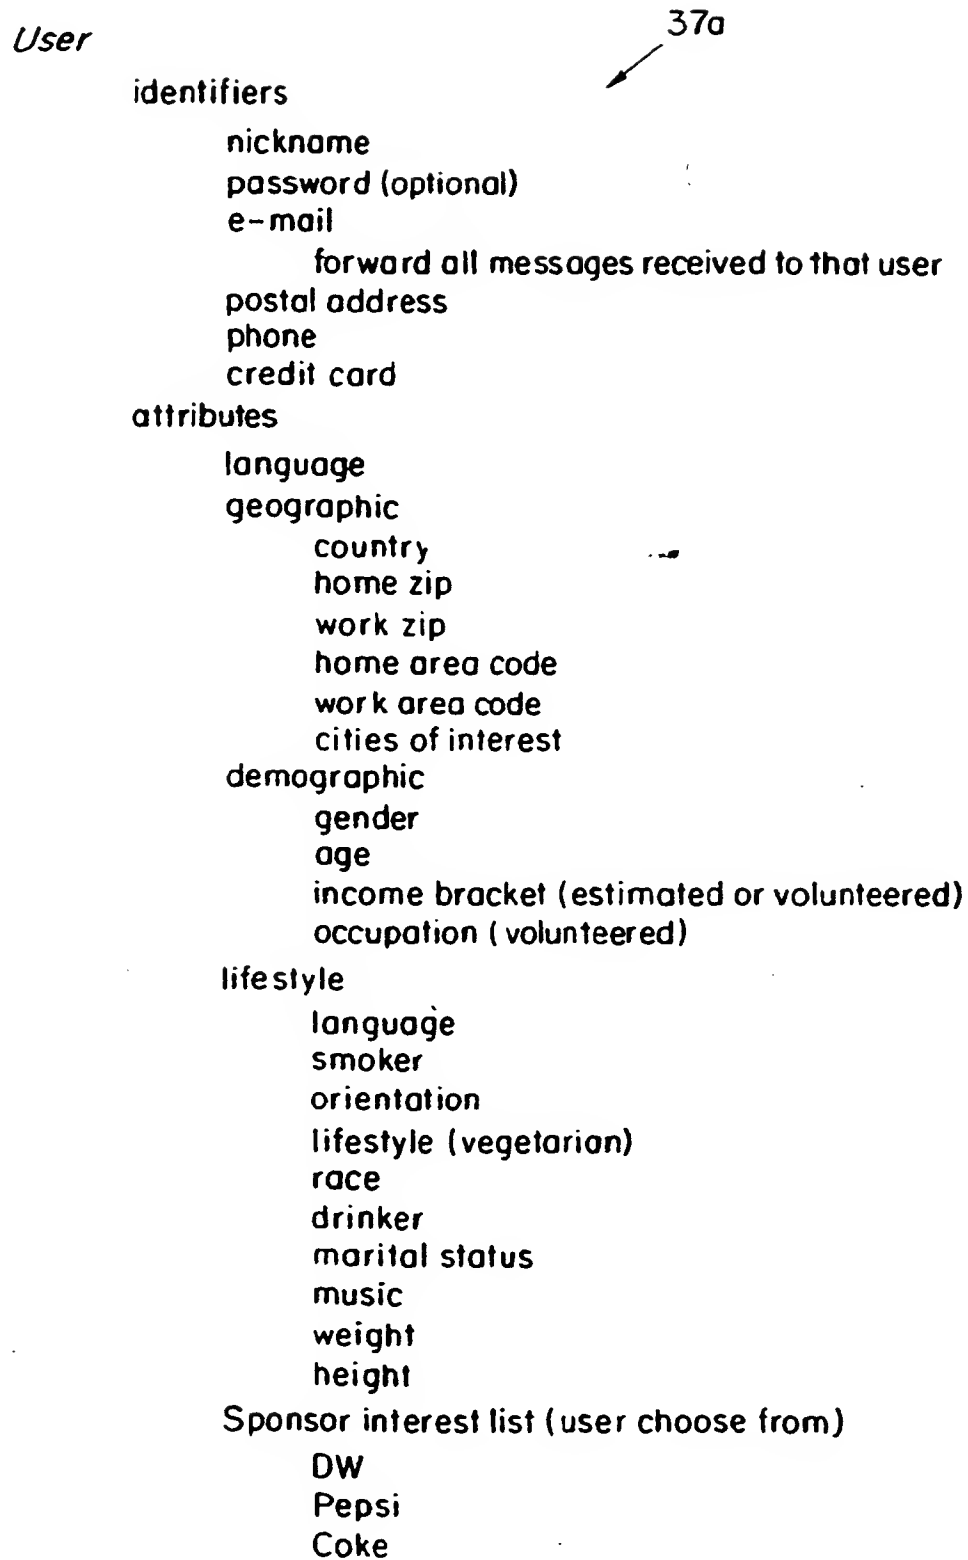 User
37a
identifiers
nickname
password (optional)
e-mail
forward all messages received to that user
postal address
phone
credit card
attributes
language
geographic
country
home zip
work zip
home area code
work area code
cities of interest
demographic
gender
age
income bracket (estimated or volunteered)
occupation (volunteered)
lifestyle
language
smoker
orientation
lifestyle (vegetarian)
race
drinker
marital status
music
weight
height
Sponsor interest list (user choose from)
DW
Pepsi
Coke